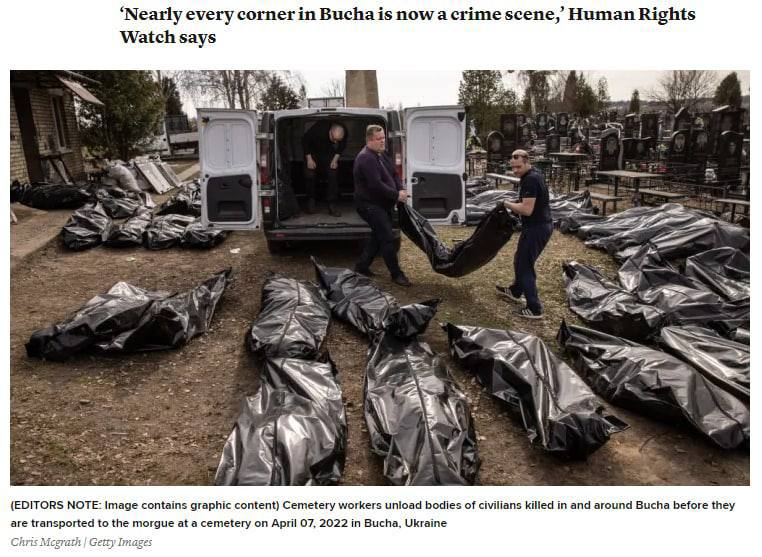 ‘Nearly every corner in Bucha is now a crime scene,’ Human Rights
Watch says
(EDITORS NOTE: Image contains graphic content) Cemetery workers unload bodies of civilians killed in and around Bucha before they
are transported to the morgue at a cemetery on April 07, 2022 in Bucha, Ukraine
Chris Mcgrath | Getty Images